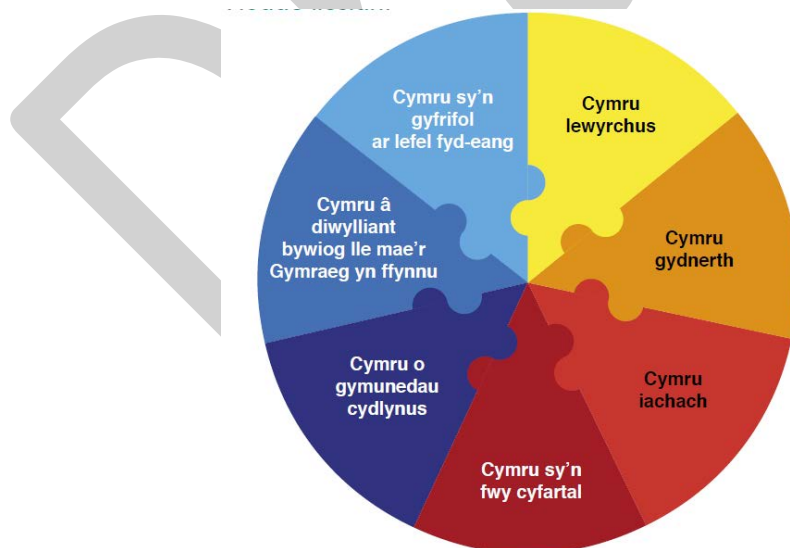 Cymru
lewyrchus
Cymru
gydnerth
Cymru
iachach
Cymru sy'n
fwy cyfartal
Cymru o
gymunedau
cydlynus
Cymru â
diwylliant
bywiog lle mae'r
Gymraeg yn ffynnu
Cymru sy'n
gyfrifol
ar lefel fyd-eang